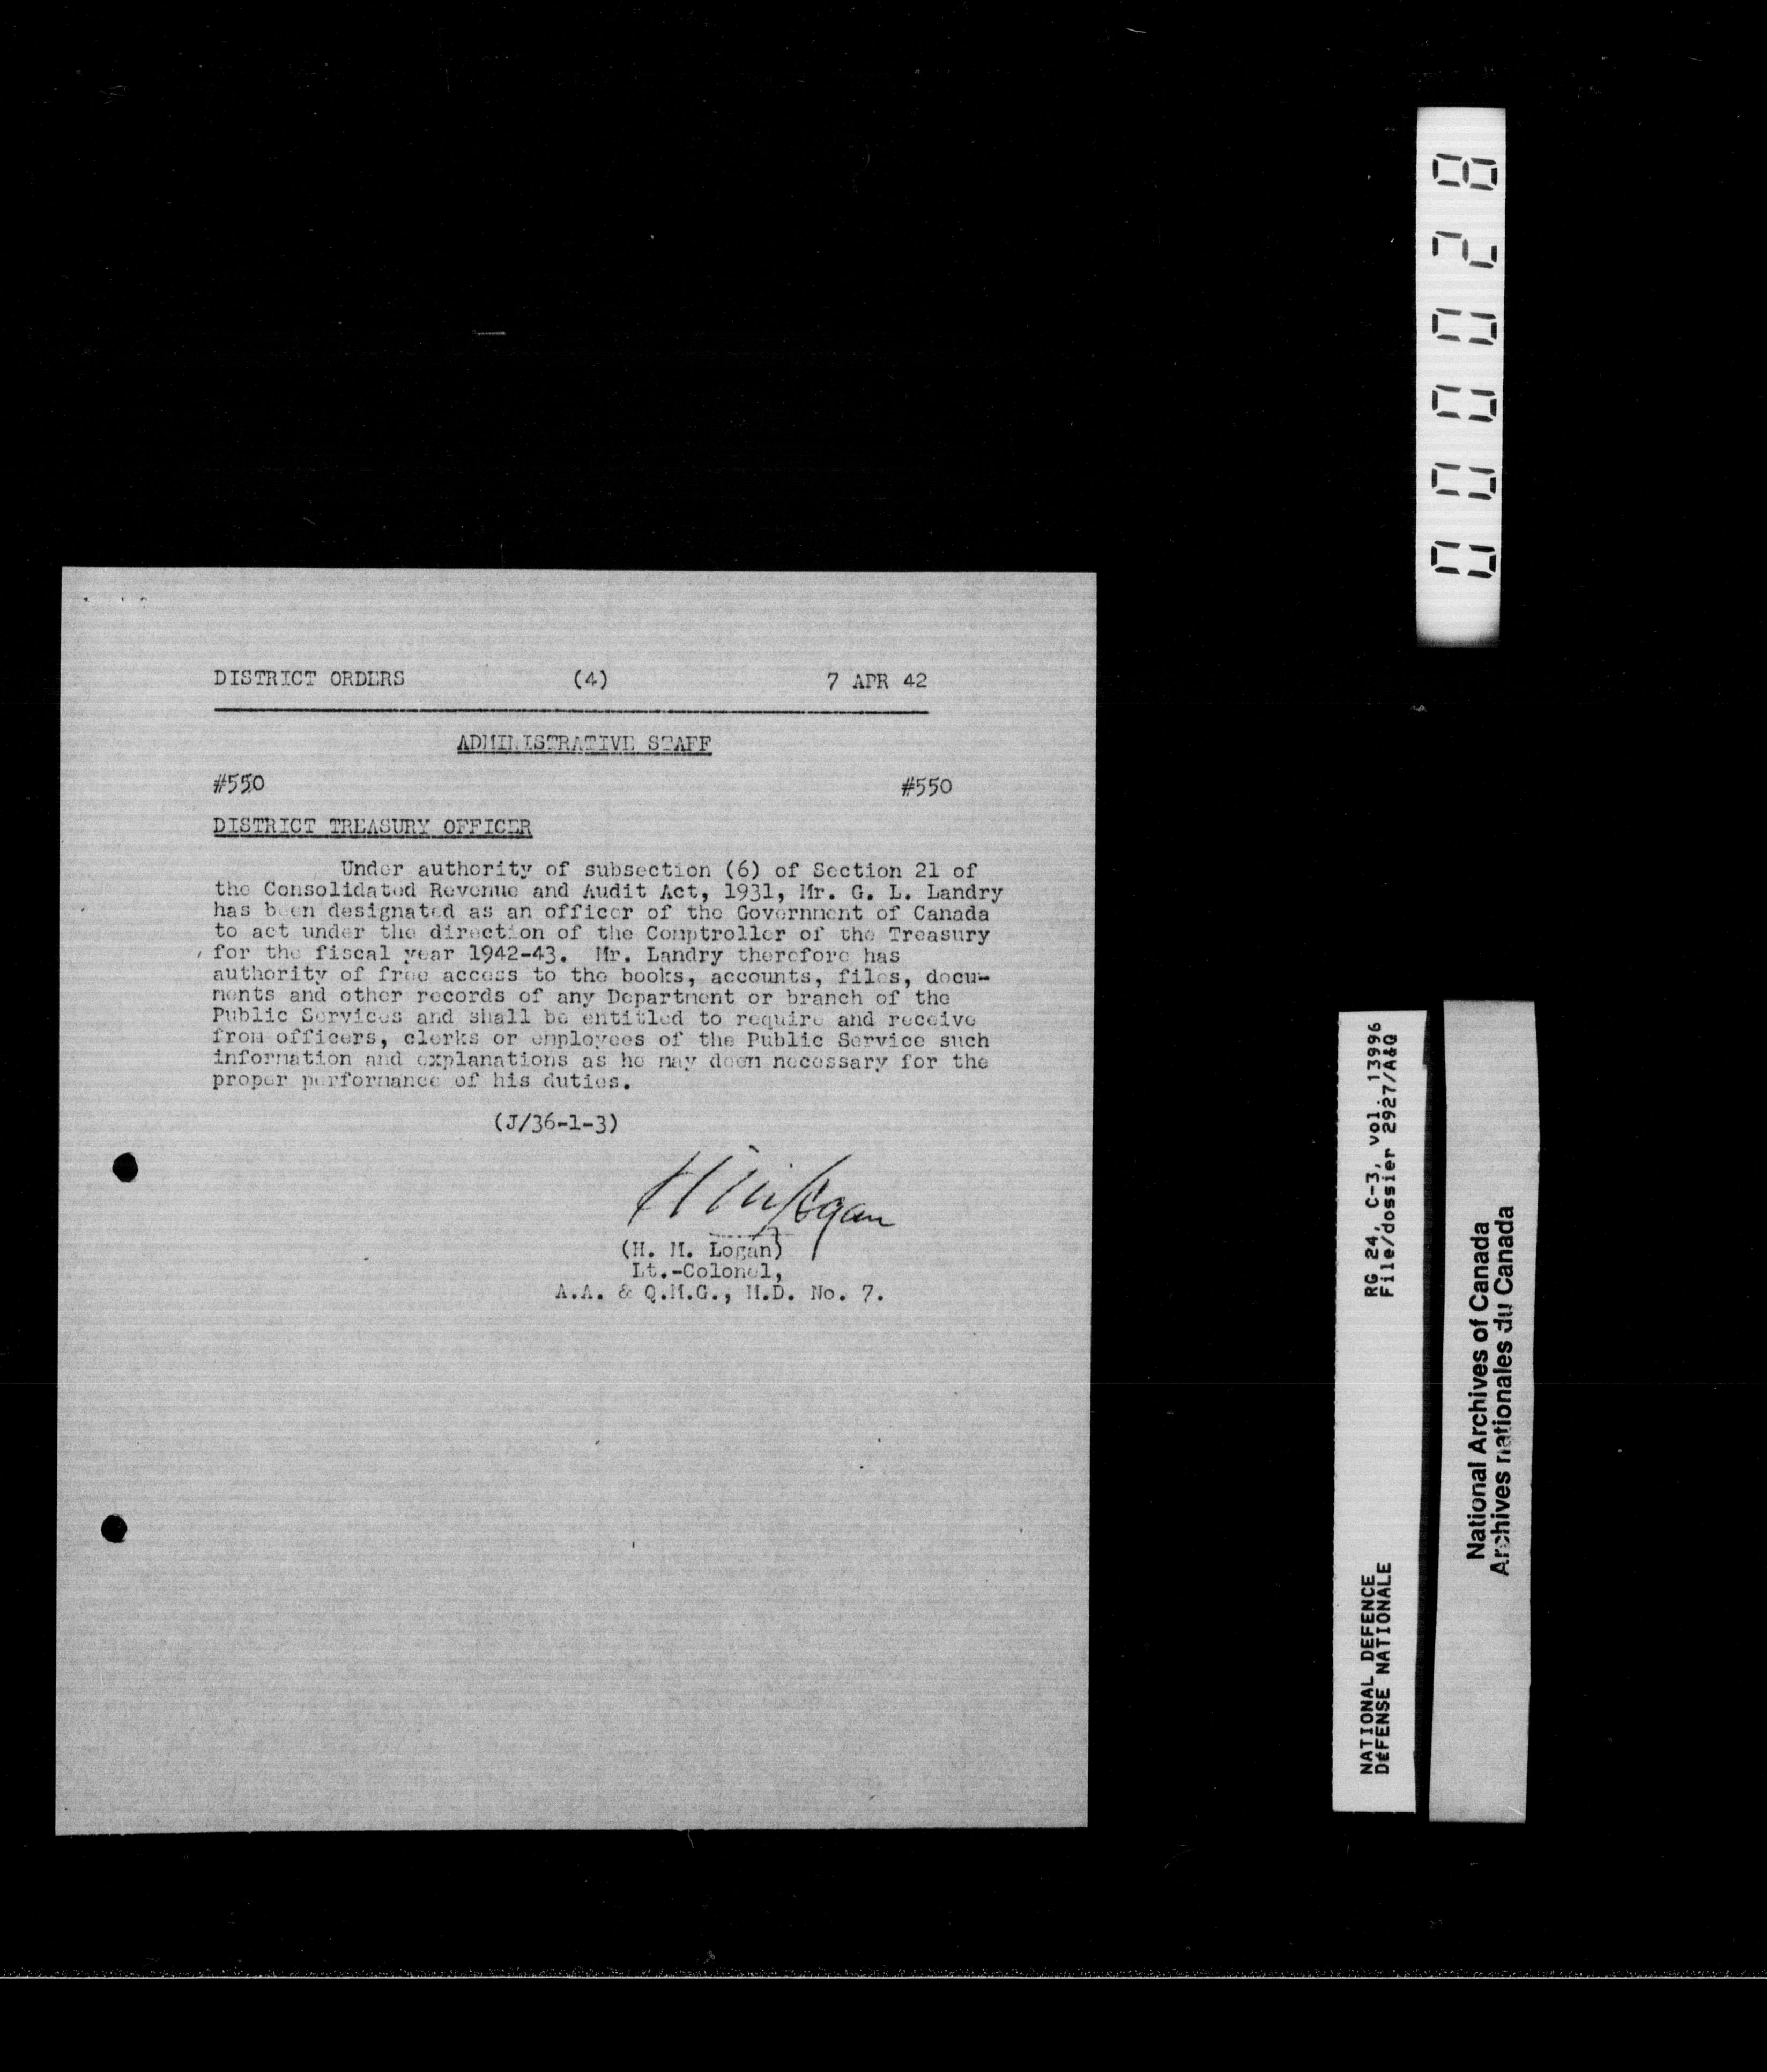 DISTRICT ORDERS (4) 7 APR 42
ADMINISTRATIVE STAFF
#550 #550
DISTRICT TREASURY OFFICER
Under authority of subsection (6) of Section 21 of
the Consolidated Revenue and Audit Act, 1931, Mr. G. L. Landry
has been designated as an officer of the Government of Canada
to act under the direction of the Comptroller of the Treasury
for the fiscal year 1942-43. Mr. Landry therefore has
authority of free access to the books, accounts, files, docu-
ments and other records of any Department or branch of the
Public Services and shall be entitled to require and receive
from officers, clerks or employees of the Public Service such
information and explanations as he may deem necessary for the
proper performance of his duties.
(J/36-1-3)
H M Logan
(H. M. Logan)
Lt.-Colonel,
A.A. & Q.M.G., M.D. No. 7.
000028
RG 24, C-3, vol. 13996
File/dossier 2927/A&Q
NATIONAL DEFENCE
DÉFENSE NATIONALE
National Archives of Canada
Archives nationales du Canada